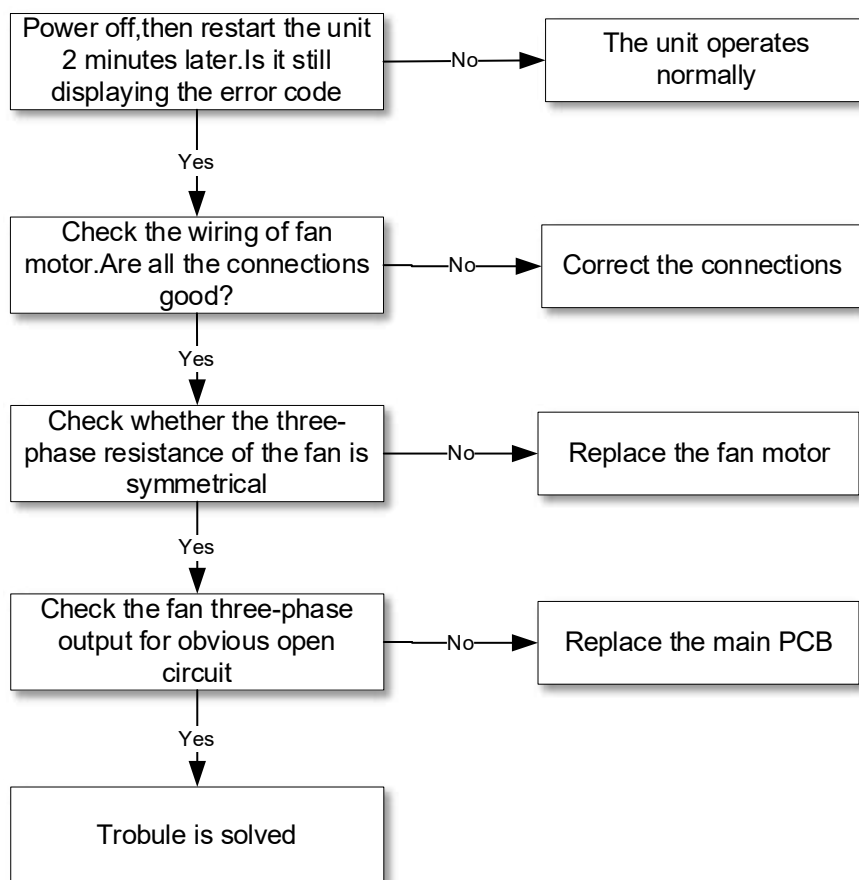 Power off,then restart the unit
2 minutes later.Is it still
displaying the error code
No
The unit operates
normally
Yes
Check the wiring of fan
motor.Are all the connections
good?
No
Correct the connections
Yes
Check whether the three-
phase resistance of the fan is
symmetrical
No
Replace the fan motor
Yes
Check the fan three-phase
output for obvious open
circuit
No
Replace the main PCB
Yes
Trobule is solved